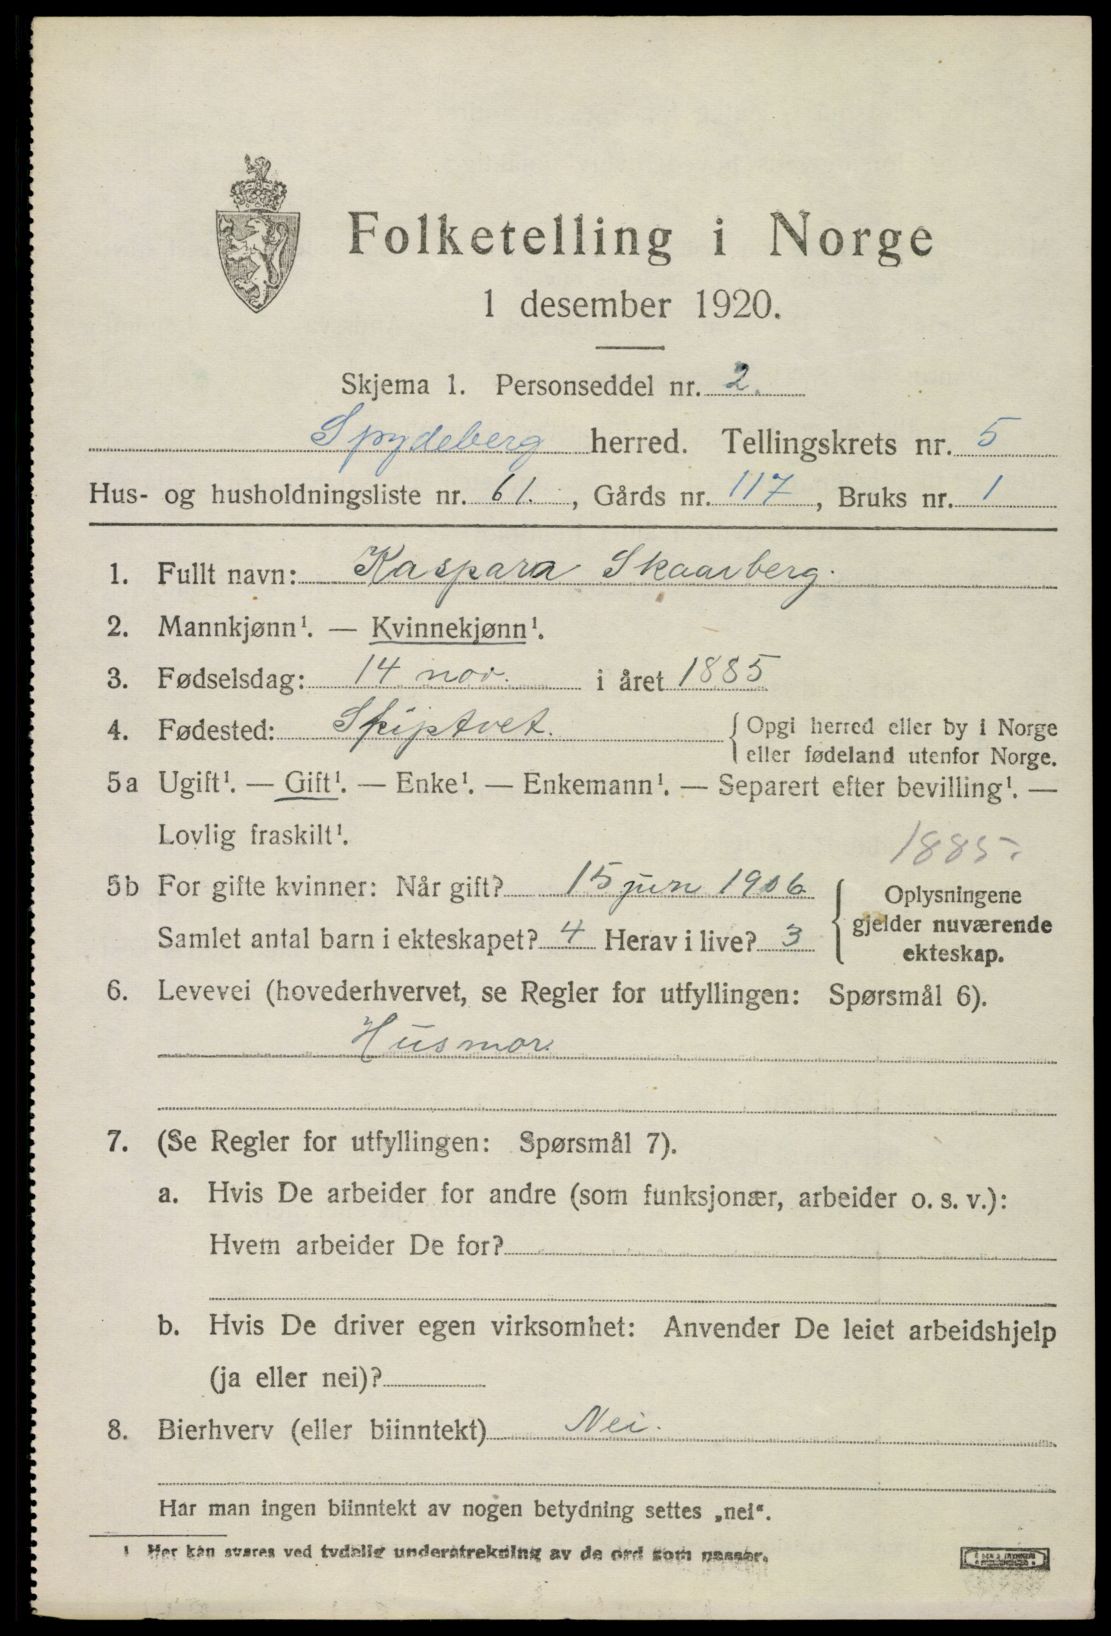 Folketelling i Norge
1 desember 1920.
Skjema 1. Personseddel nr. 2.
Spydeberg herred. Tellingskrets nr. 5
Hus- og husholdningsliste nr. 61. , Gårds nr. 117 , Bruks nr. 1
1. Fullt navn: Kaspara Skaarberg.
2. Mannkjønn¹. — Kvinnekjønn¹.
3. Fødselsdag: 14 nov. i året 1885
4. Fødested: Skiptvet. { Opgi herred eller by i Norge
eller fødeland utenfor Norge.
5a Ugift¹. — Gift¹. — Enke¹. — Enkemann¹. — Separert efter bevilling¹. —
Lovlig fraskilt¹.
1885
5b For gifte kvinner: Når gift? 15 juni 1906 { Oplysningene
gjelder nuværende
Samlet antal barn i ekteskapet? 4 Herav i live? 3
ekteskap.
6. Levevei (hovederhvervet, se Regler for utfyllingen: Spørsmål 6).
Husmor.
7. (Se Regler for utfyllingen: Spørsmål 7).
a. Hvis De arbeider for andre (som funksjonær, arbeider o. s. v.):
Hvem arbeider De for?
b. Hvis De driver egen virksomhet: Anvender De leiet arbeidshjelp
(ja eller nei)?
8. Bierhverv (eller biinntekt) Nei.
Har man ingen biinntekt av nogen betydning settes „nei“.
¹ Her kan svares ved tydelig understrekning av de ord som passer.